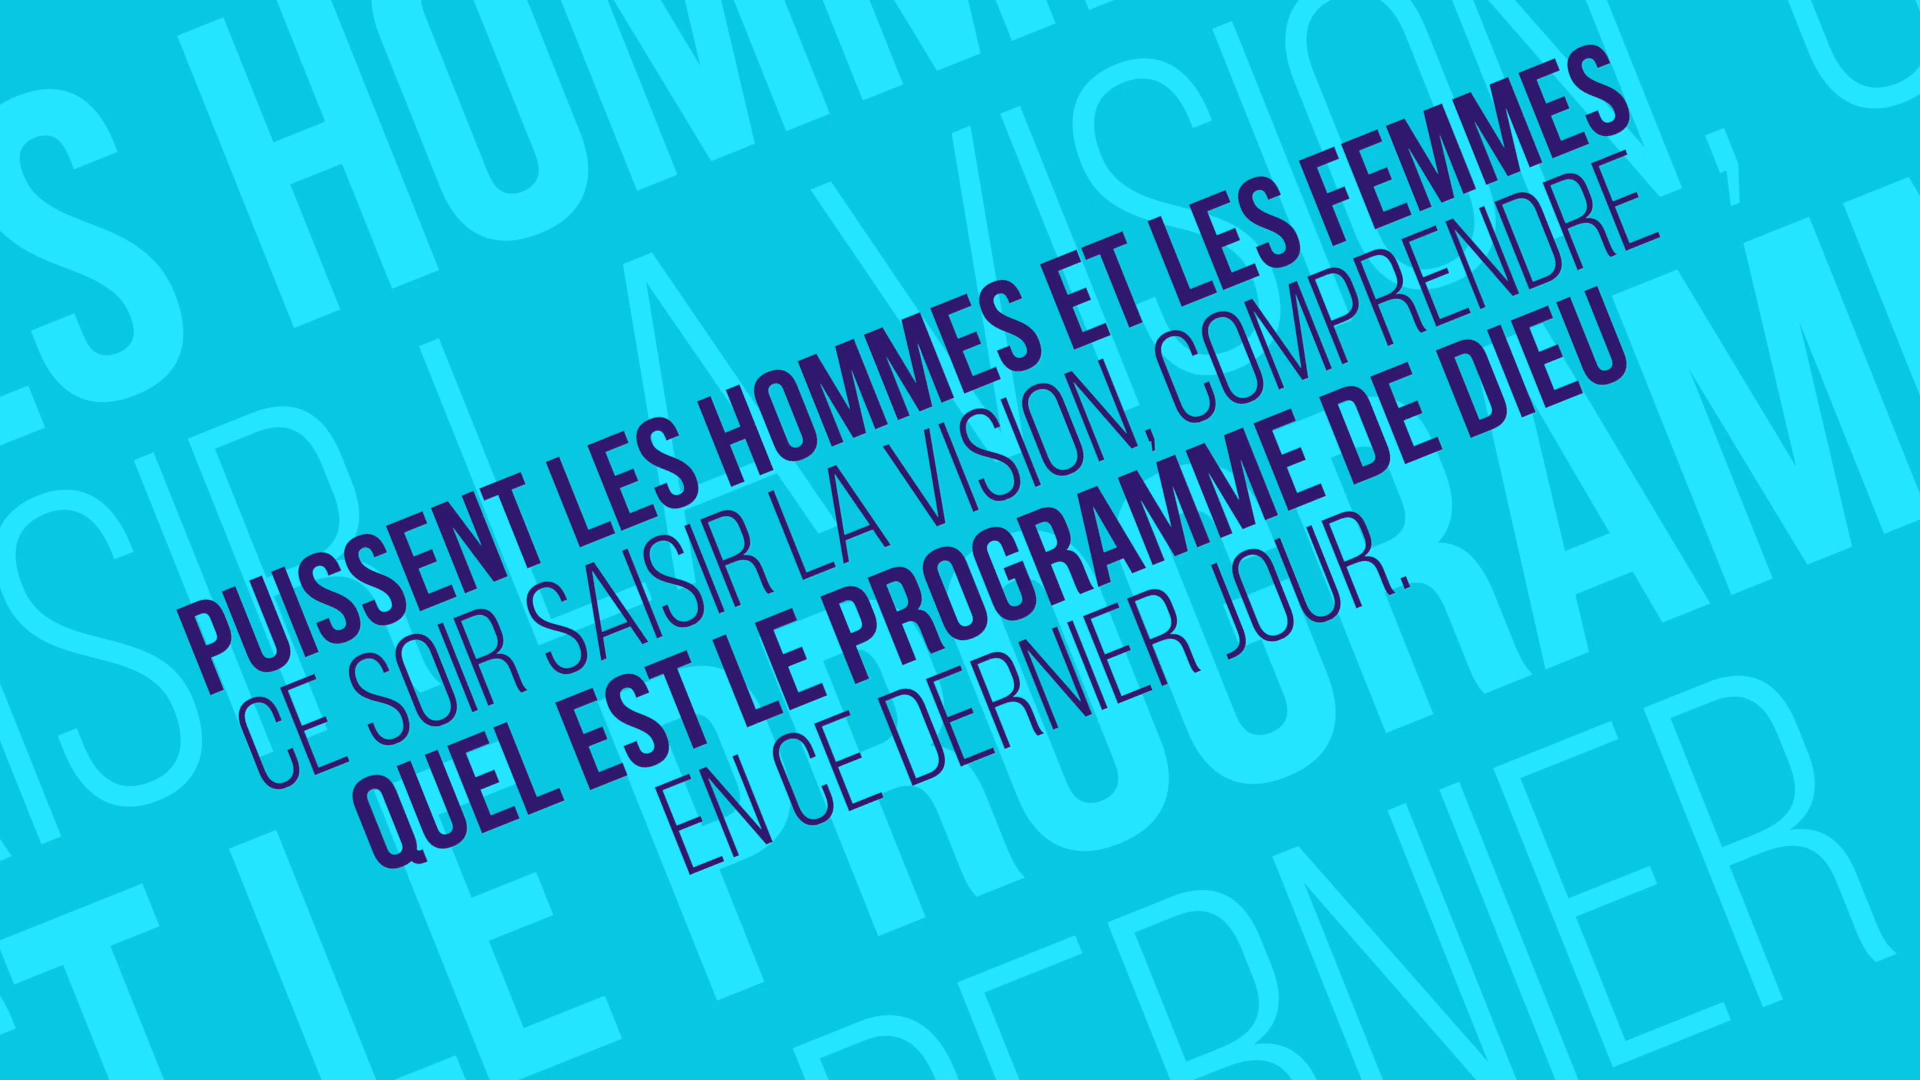 PUISSENT LES HOMMES ET LES FEMMES
CE SOIR SAISIR LA VISION, COMPRENDRE
QUEL EST LE PROGRAMME DE DIEU
EN CE DERNIER JOUR.